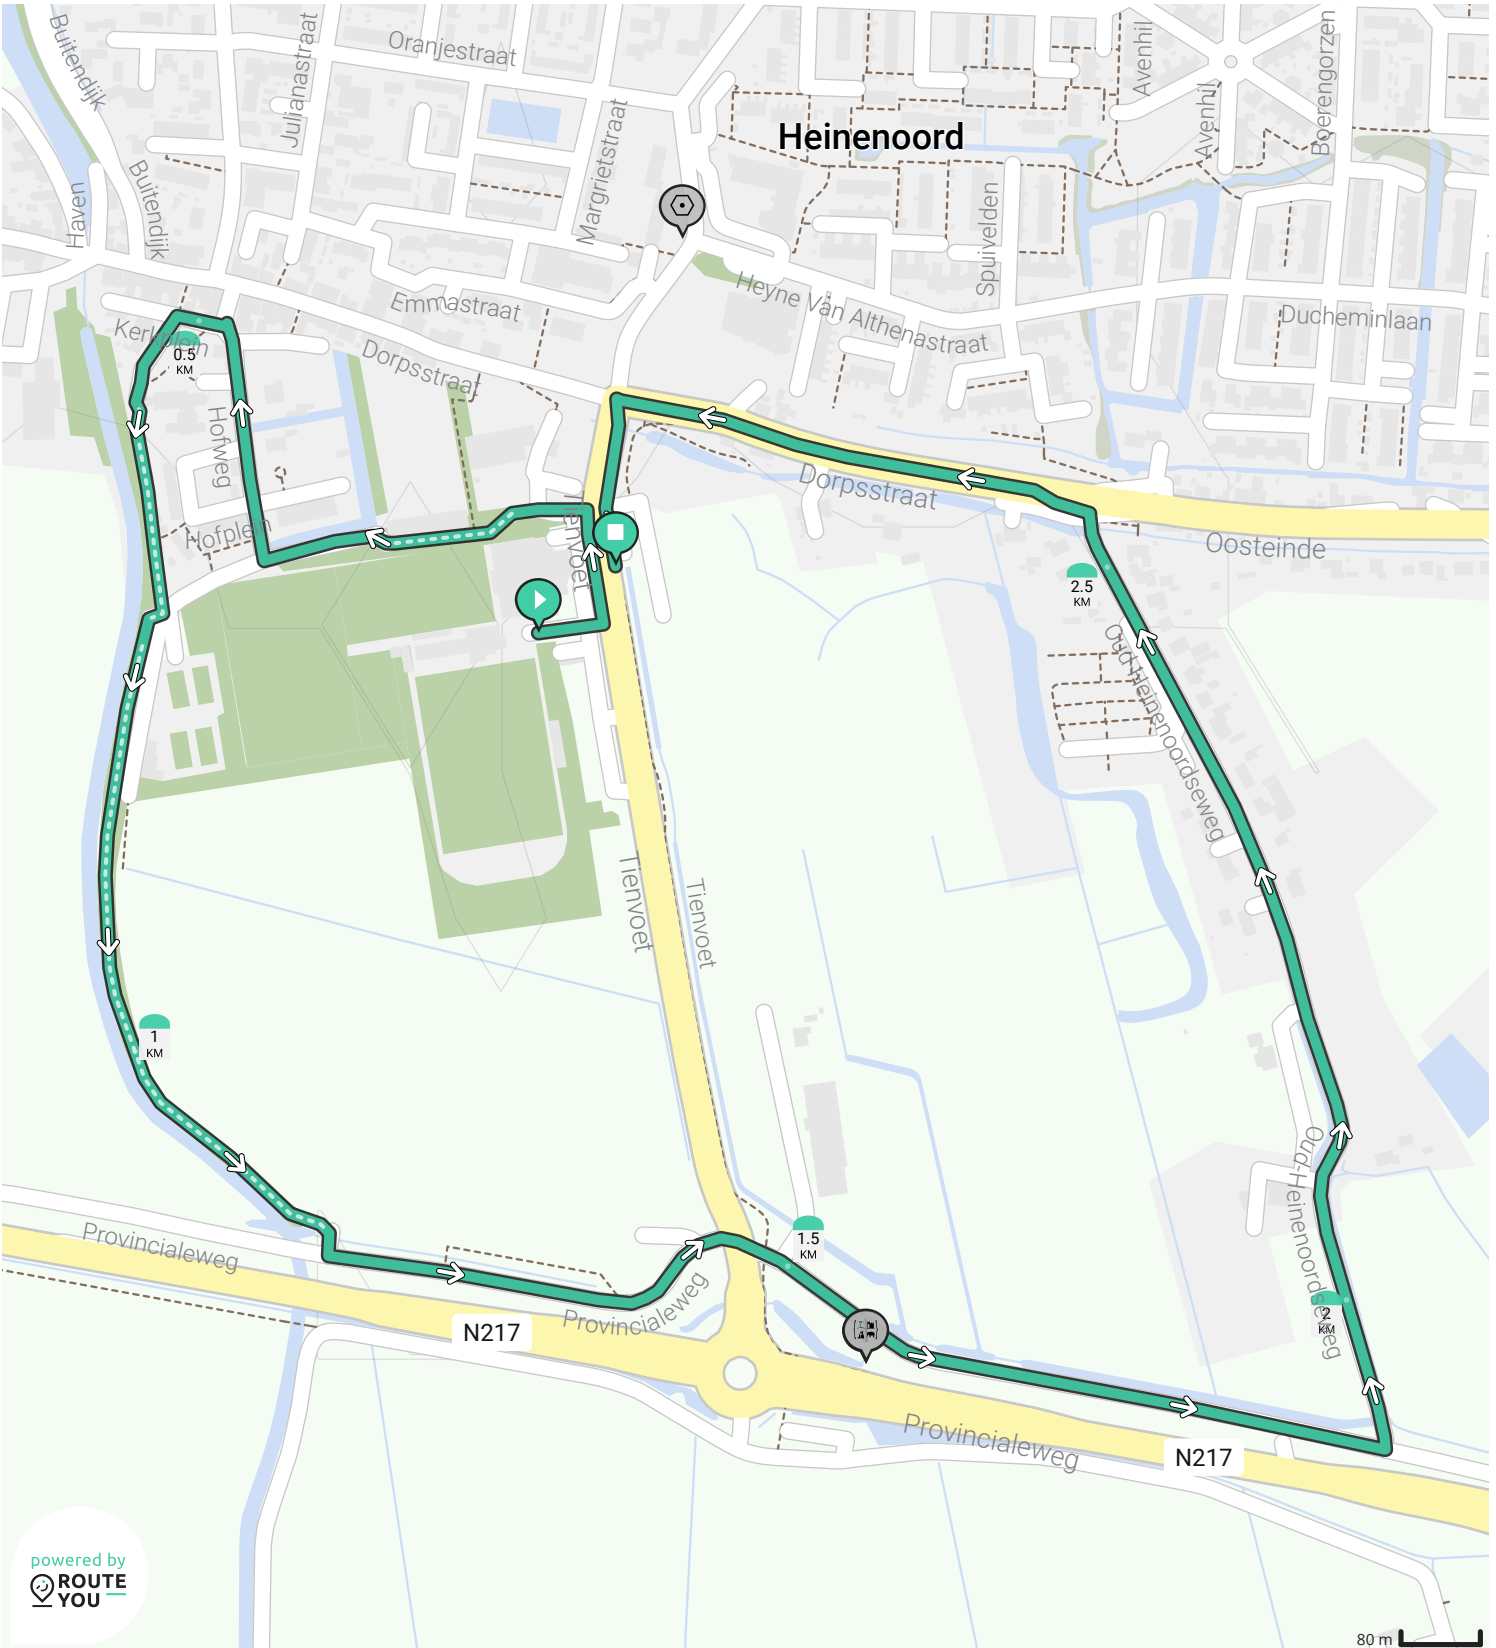 Buitendijk
Julianastraat
Oranjestraat
Margrietstraat
Heinenoord
Avenhil
Avenhil
Boerengorzen
Haven
Buitendijk
Spuivelden
Emmastraat
Heyne Van Althenastraat
Ducheminlaan
Kerkplein
0.5
KM
Dorpsstraat
Hofweg
Hofplein
Tienvoet
Dorpsstraat
Oosteinde
2.5
KM
Oud-Heinenoordseweg
Tienvoet
Tienvoet
1
KM
Oud-Heinenoordseweg
Provincialeweg
1.5
KM
Provincialeweg
N217
2
KM
Provincialeweg
N217
powered by
ROUTE
YOU
80 m